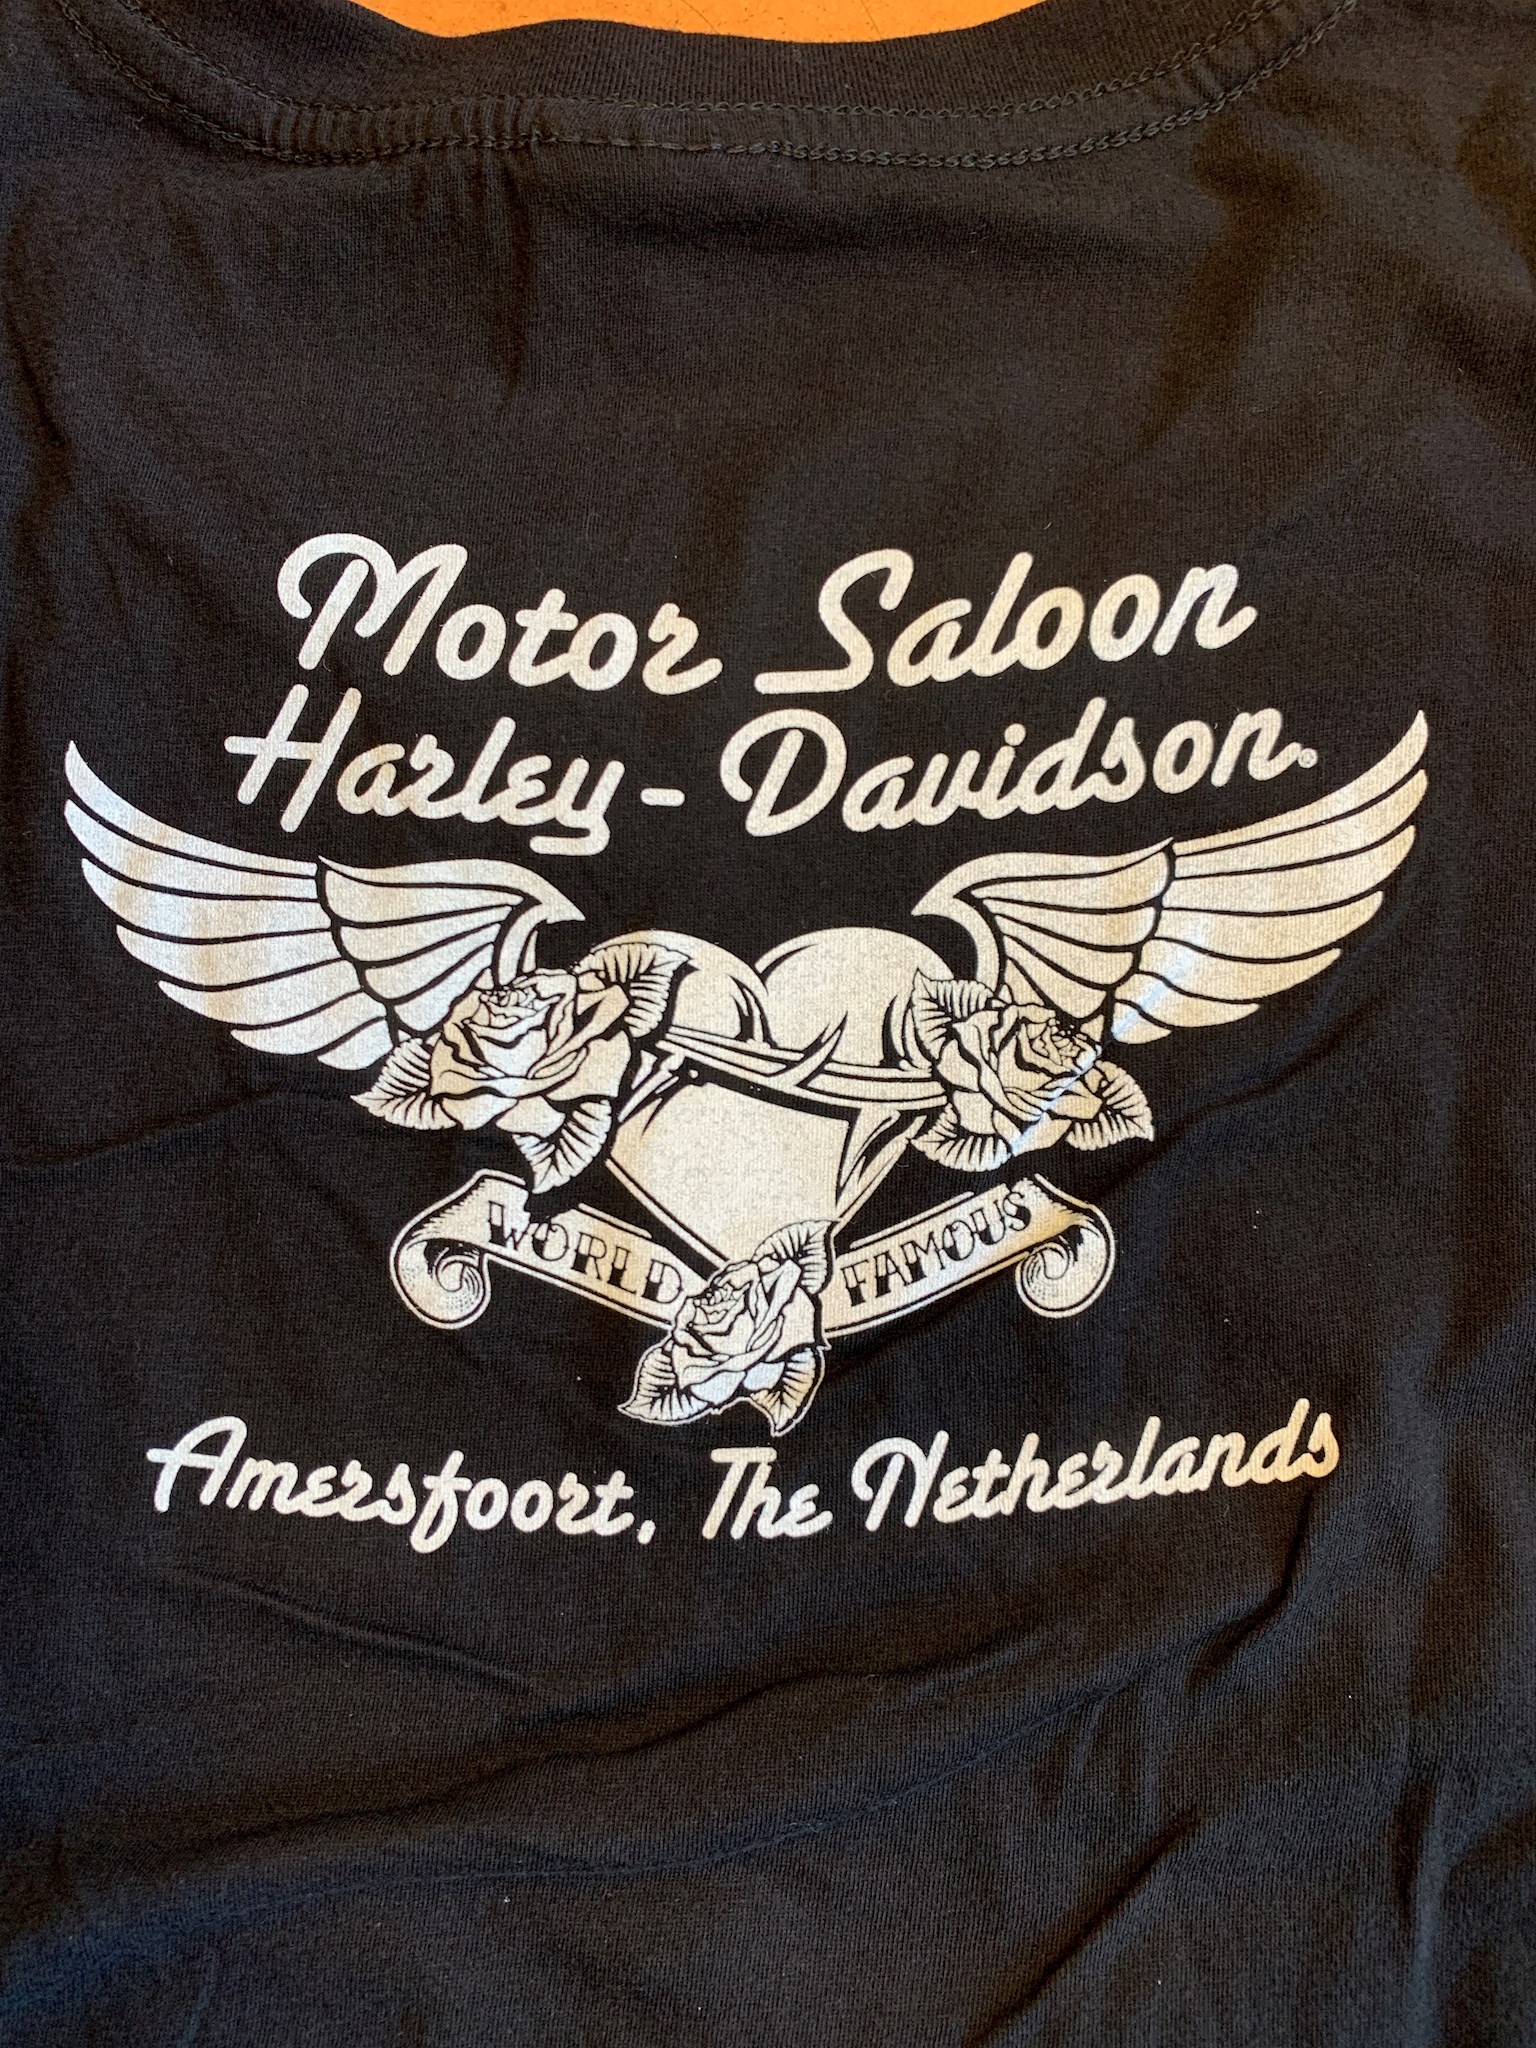 Motor Saloon
Harley-Davidson®
WORLD FAMOUS
Amersfoort, The Netherlands